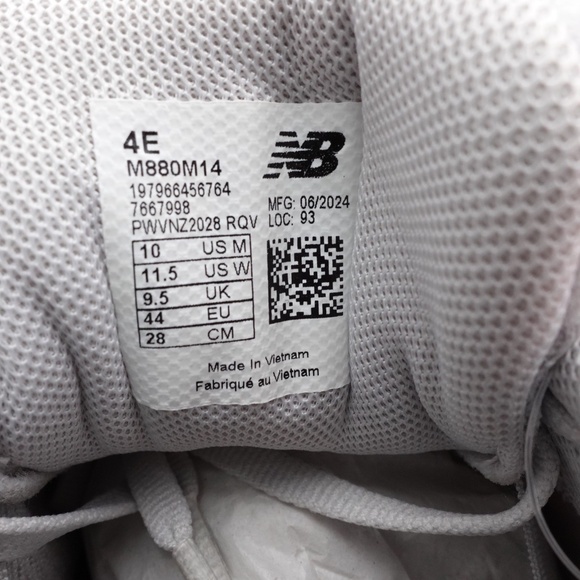 4E
M880M14
197966456764
7667998
PWVNZ2028 RQV
NB
MFG: 06/2024
LOC: 93
10 US M
11.5 US W
9.5 UK
44 EU
28 CM
Made In Vietnam
Fabriqué au Vietnam